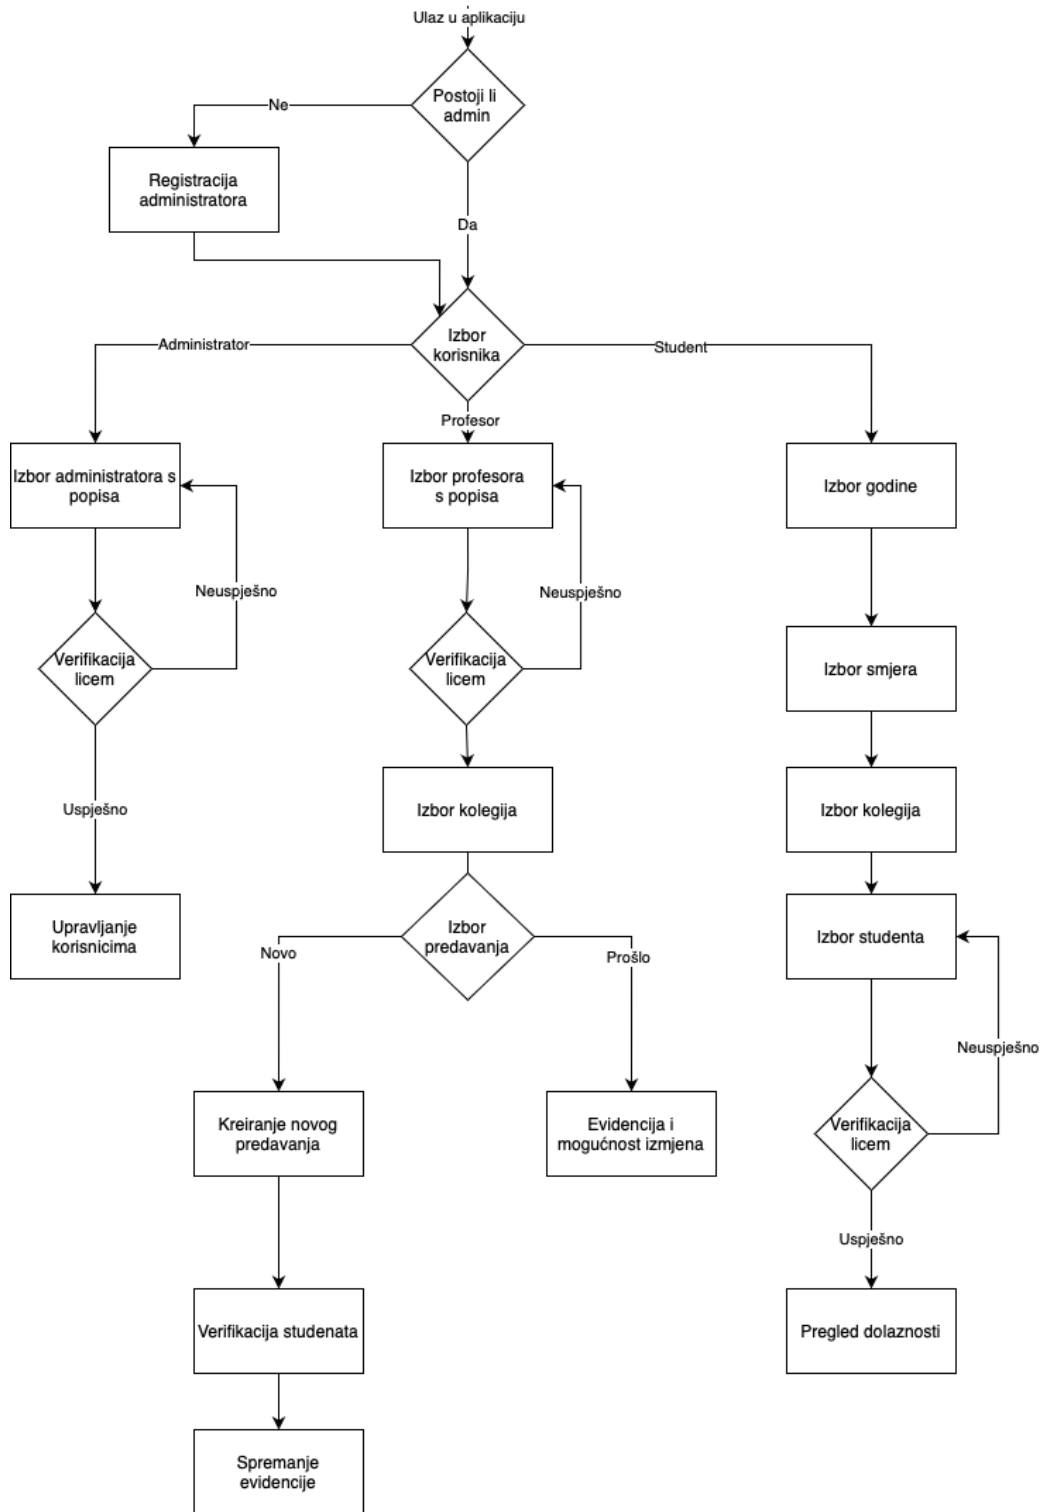 Ulaz u aplikaciju
Postoji li
admin
Ne
Registracija
administratora
Da
Izbor
korisnika
Administrator
Student
Profesor
Izbor administratora s
popisa
Izbor profesora
s popisa
Izbor godine
Neuspješno
Neuspješno
Verifikacija
licem
Verifikacija
licem
Izbor smjera
Uspješno
Izbor kolegija
Izbor kolegija
Upravljanje
korisnicima
Izbor
predavanja
Izbor studenta
Novo
Prošlo
Neuspješno
Kreiranje novog
predavanja
Evidencija i
mogućnost izmjena
Verifikacija
licem
Uspješno
Verifikacija studenata
Pregled dolaznosti
Spremanje
evidencije